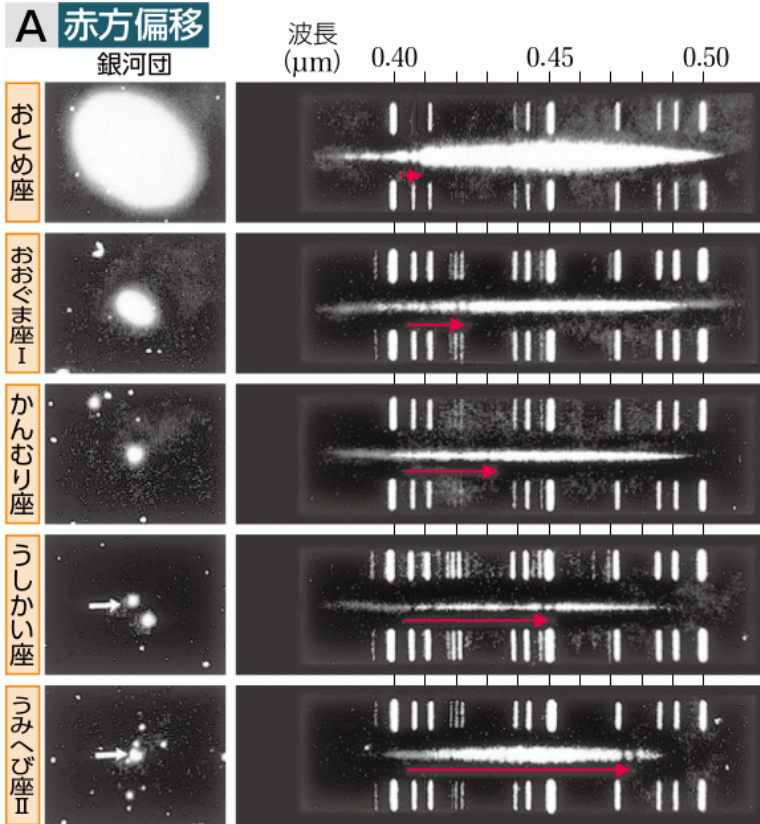 A 赤方偏移
銀河団
波長
(μm) 0.40 0.45 0.50
おとめ座
おおぐま座Ⅰ
かんむり座
うしかい座
うみへび座Ⅱ